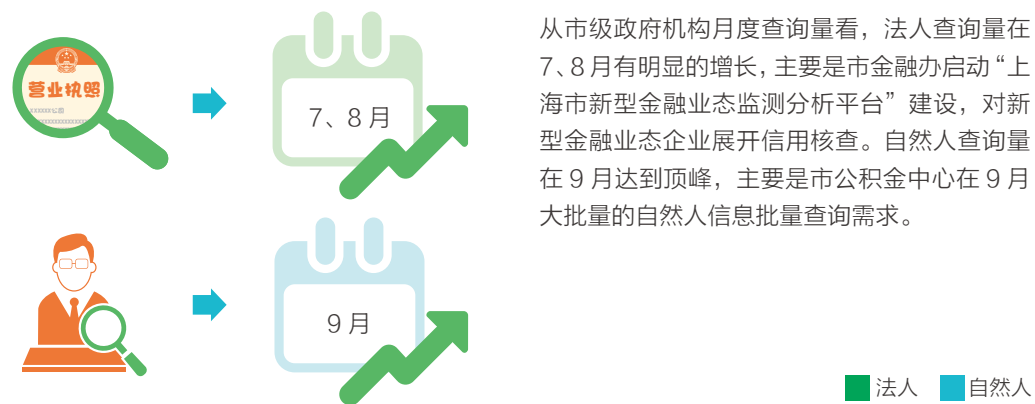 营业执照
7、8 月
从市级政府机构月度查询量看，法人查询量在
7、8 月有明显的增长，主要是市金融办启动“上
海市新型金融业态监测分析平台”建设，对新
型金融业态企业展开信用核查。自然人查询量
在 9 月达到顶峰，主要是市公积金中心在 9 月
大批量的自然人信息批量查询需求。
9 月
法人 自然人